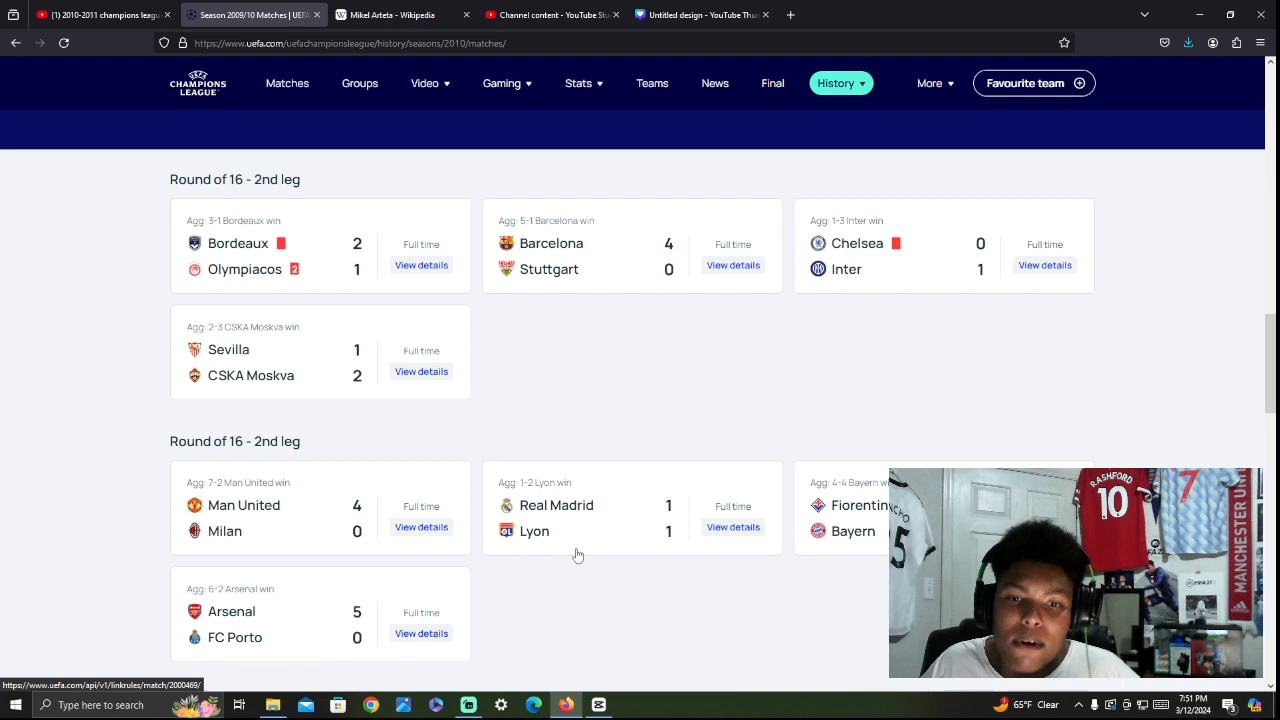 (1) 2010-2011 champions leagu
Season 2009/10 Matches | UEFA
Mikel Arteta - Wikipedia
Channel content - YouTube Stu
Untitled design - YouTube Thun
https://www.uefa.com/uefachampionsleague/history/seasons/2010/matches/
CHAMPIONS LEAGUE
Matches Groups Video Gaming Stats Teams News Final History More Favourite team
Round of 16 - 2nd leg
Agg: 3-1 Bordeaux win
Bordeaux 2
Olympiacos 2 1
Full time
View details
Agg: 5-1 Barcelona win
Barcelona 4
Stuttgart 0
Full time
View details
Agg: 1-3 Inter win
Chelsea 0
Inter 1
Full time
View details
Agg: 2-3 CSKA Moskva win
Sevilla 1
CSKA Moskva 2
Full time
View details
Round of 16 - 2nd leg
Agg: 7-2 Man United win
Man United 4
Milan 0
Full time
View details
Agg: 1-2 Lyon win
Real Madrid 1
Lyon 1
Full time
View details
Agg: 4-4 Bayern w
Fiorentin
Bayern
Agg: 6-2 Arsenal win
Arsenal 5
FC Porto 0
Full time
View details
NCHO
5
RASHFORD
10
7
MANCHESTER UNI
https://www.uefa.com/api/v1/linkrules/match/2000469/
Type here to search
65°F Clear
7:51 PM
3/12/2024